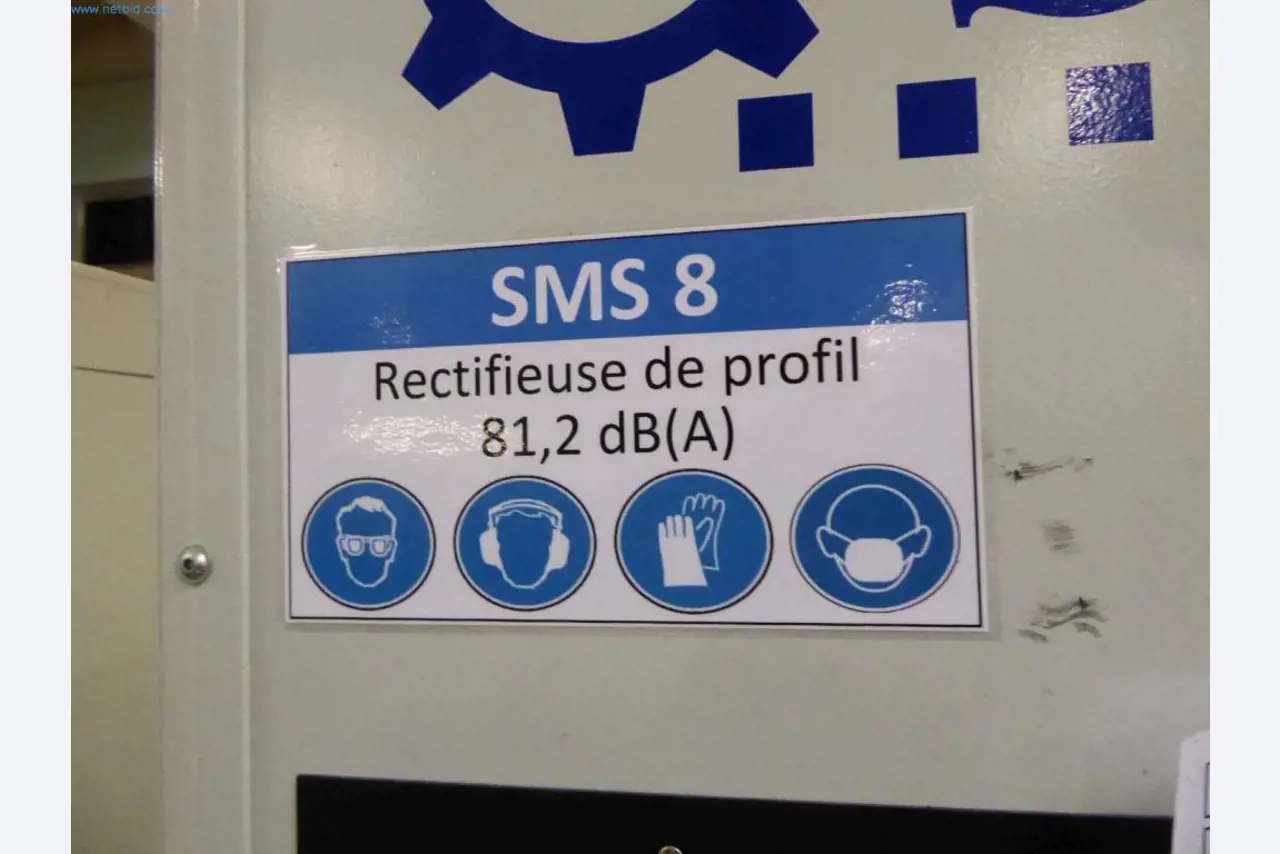 www.netbid.com
SMS 8
Rectifieuse de profil
81,2 dB(A)